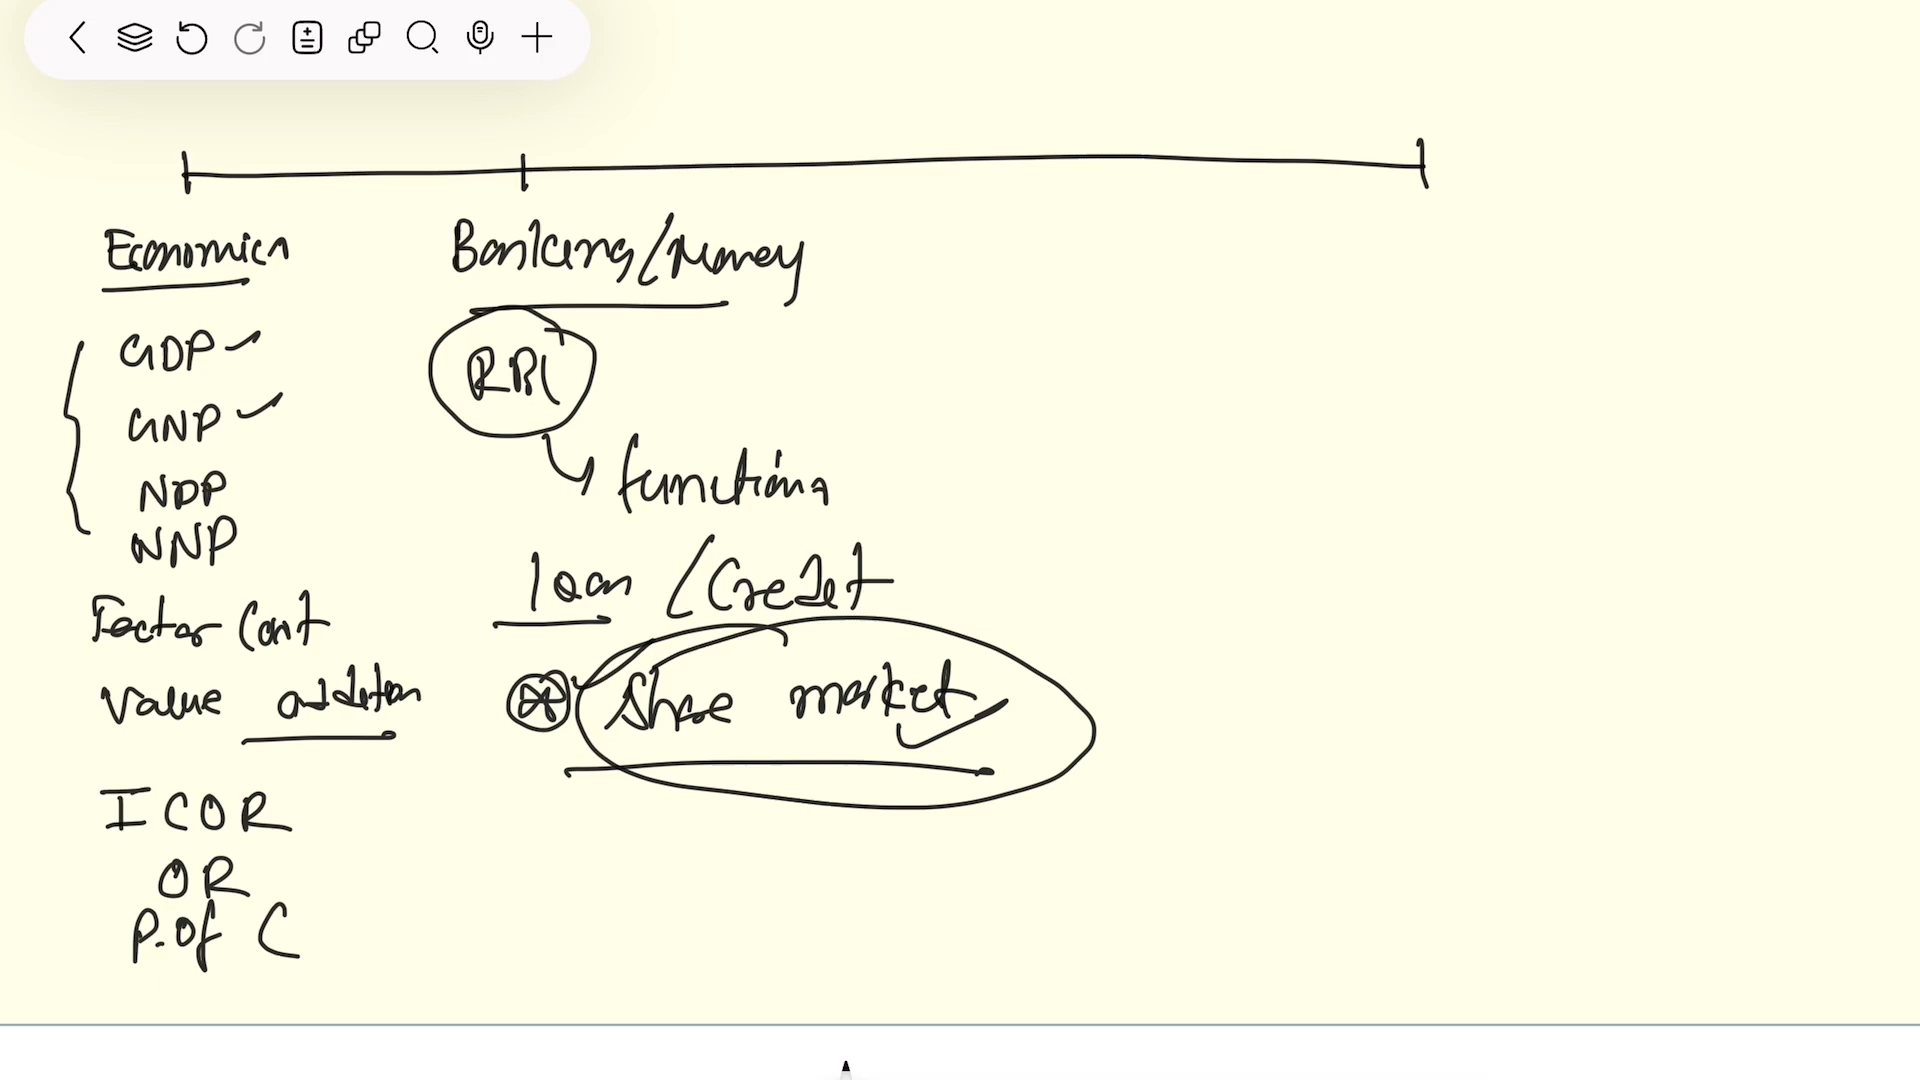 Economics
GDP
GNP
NDP
NNP
Factor Cost
Value addition
ICOR
OR
P.of C
Banking/Money
RBI
functions
loan / Credit
Share market